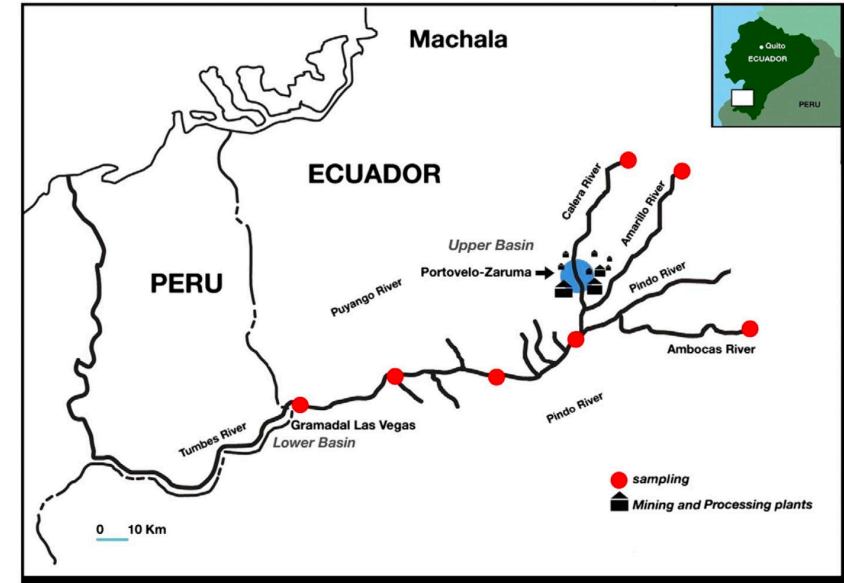 Machala
Quito
ECUADOR
PERU
ECUADOR
Calera River
Amarillo River
Upper Basin
Portovelo-Zaruma
Pindo River
PERU
Puyango River
Ambocas River
Pindo River
Gramadal Las Vegas
Tumbes River
Lower Basin
sampling
Mining and Processing plants
0 10 Km